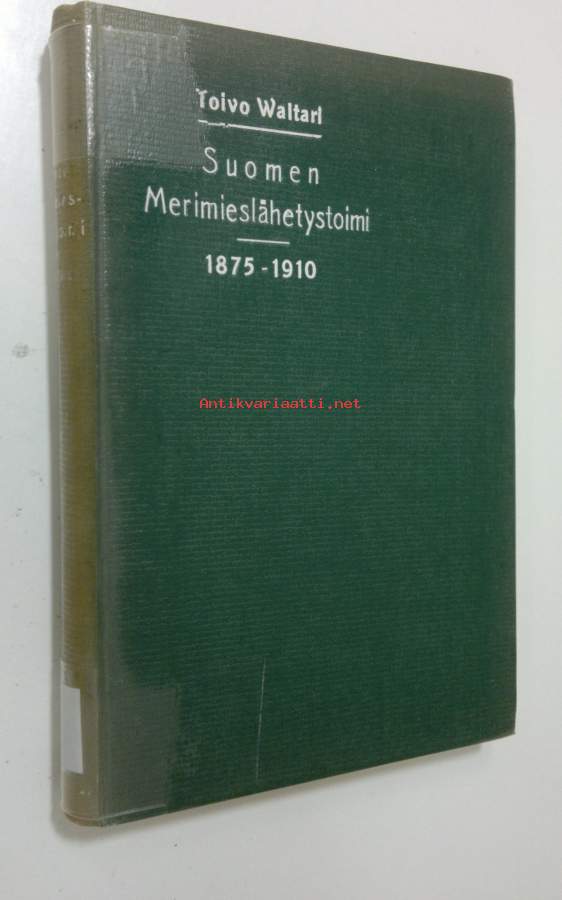 Toivo Waltari
Suomen
Merimieslähetystoimi
1875-1910
Antikvariaatti.net